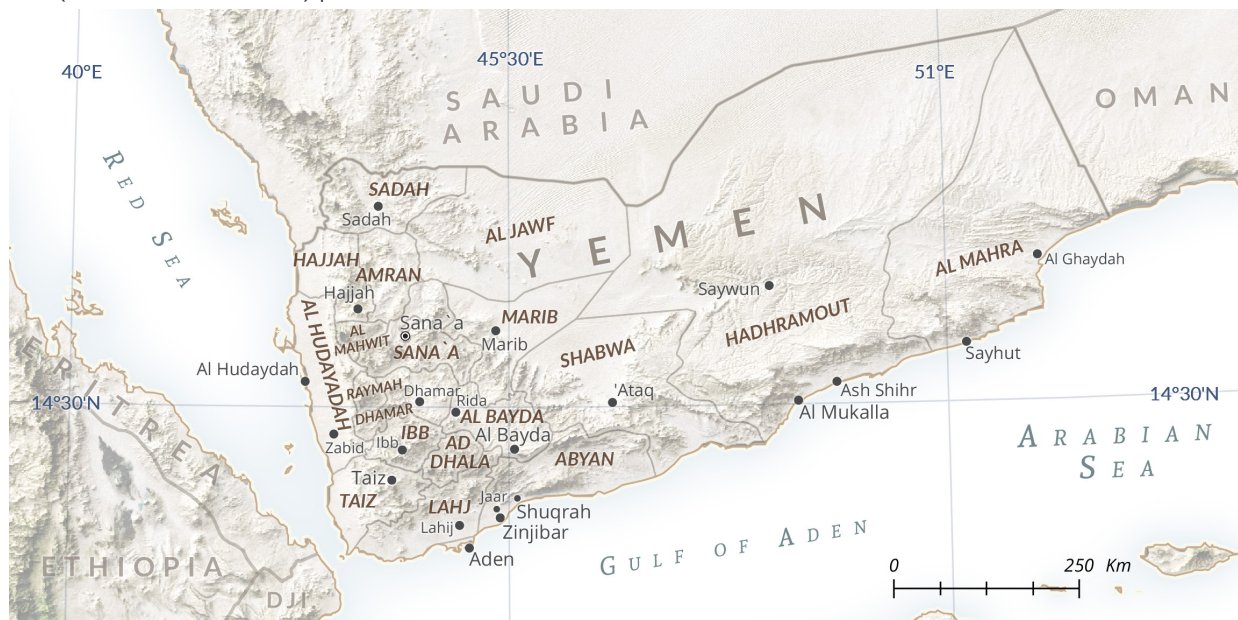 40°E
45°30'E
51°E
SAUDI
ARABIA
OMAN
RED SEA
YEMEN
SADAH
Sadah
AL JAWF
HAJJAH
AMRAN
Hajjah
AL MAHRA
Al Ghaydah
Saywun
HADHRAMOUT
MARIB
Marib
Sana`a
SANA`A
AL
MAHWIT
AL HUDAYADAH
SHABWA
Sayhut
ERITREA
Al Hudaydah
RAYMAH
Dhamar
Rida
'Ataq
Ash Shihr
Al Mukalla
14°30'N
14°30'N
DHAMAR
AL BAYDA
Al Bayda
Zabid
Ibb
IBB
AD
DHALA
ABYAN
ARABIAN
SEA
Taiz
TAIZ
LAHJ
Lahij
Jaar
Shuqrah
Zinjibar
Aden
GULF OF ADEN
ETHIOPIA
DJI.
0
250 Km